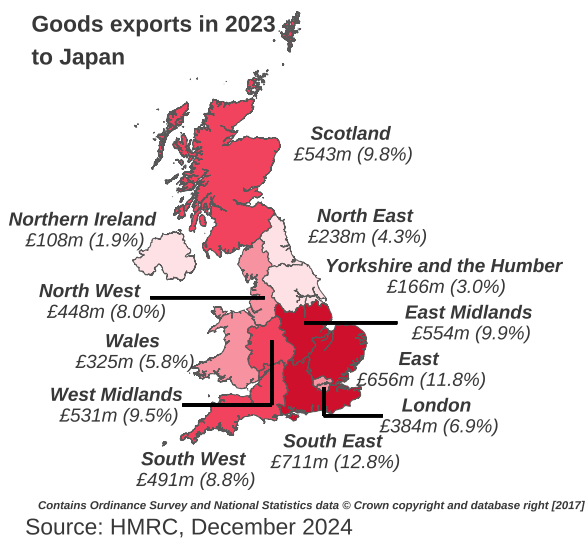 Goods exports in 2023
to Japan
Scotland
£543m (9.8%)
Northern Ireland
£108m (1.9%)
North East
£238m (4.3%)
Yorkshire and the Humber
£166m (3.0%)
North West
£448m (8.0%)
East Midlands
£554m (9.9%)
Wales
£325m (5.8%)
East
£656m (11.8%)
West Midlands
£531m (9.5%)
London
£384m (6.9%)
South East
£711m (12.8%)
South West
£491m (8.8%)
Contains Ordinance Survey and National Statistics data © Crown copyright and database right [2017]
Source: HMRC, December 2024